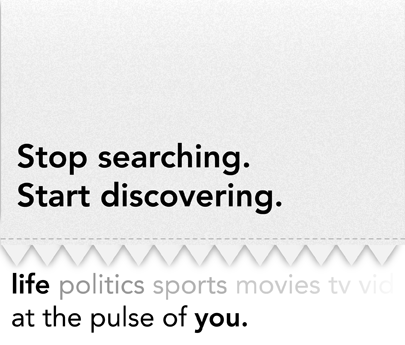 Stop searching.
Start discovering.
life politics sports movies tv vid
at the pulse of you.